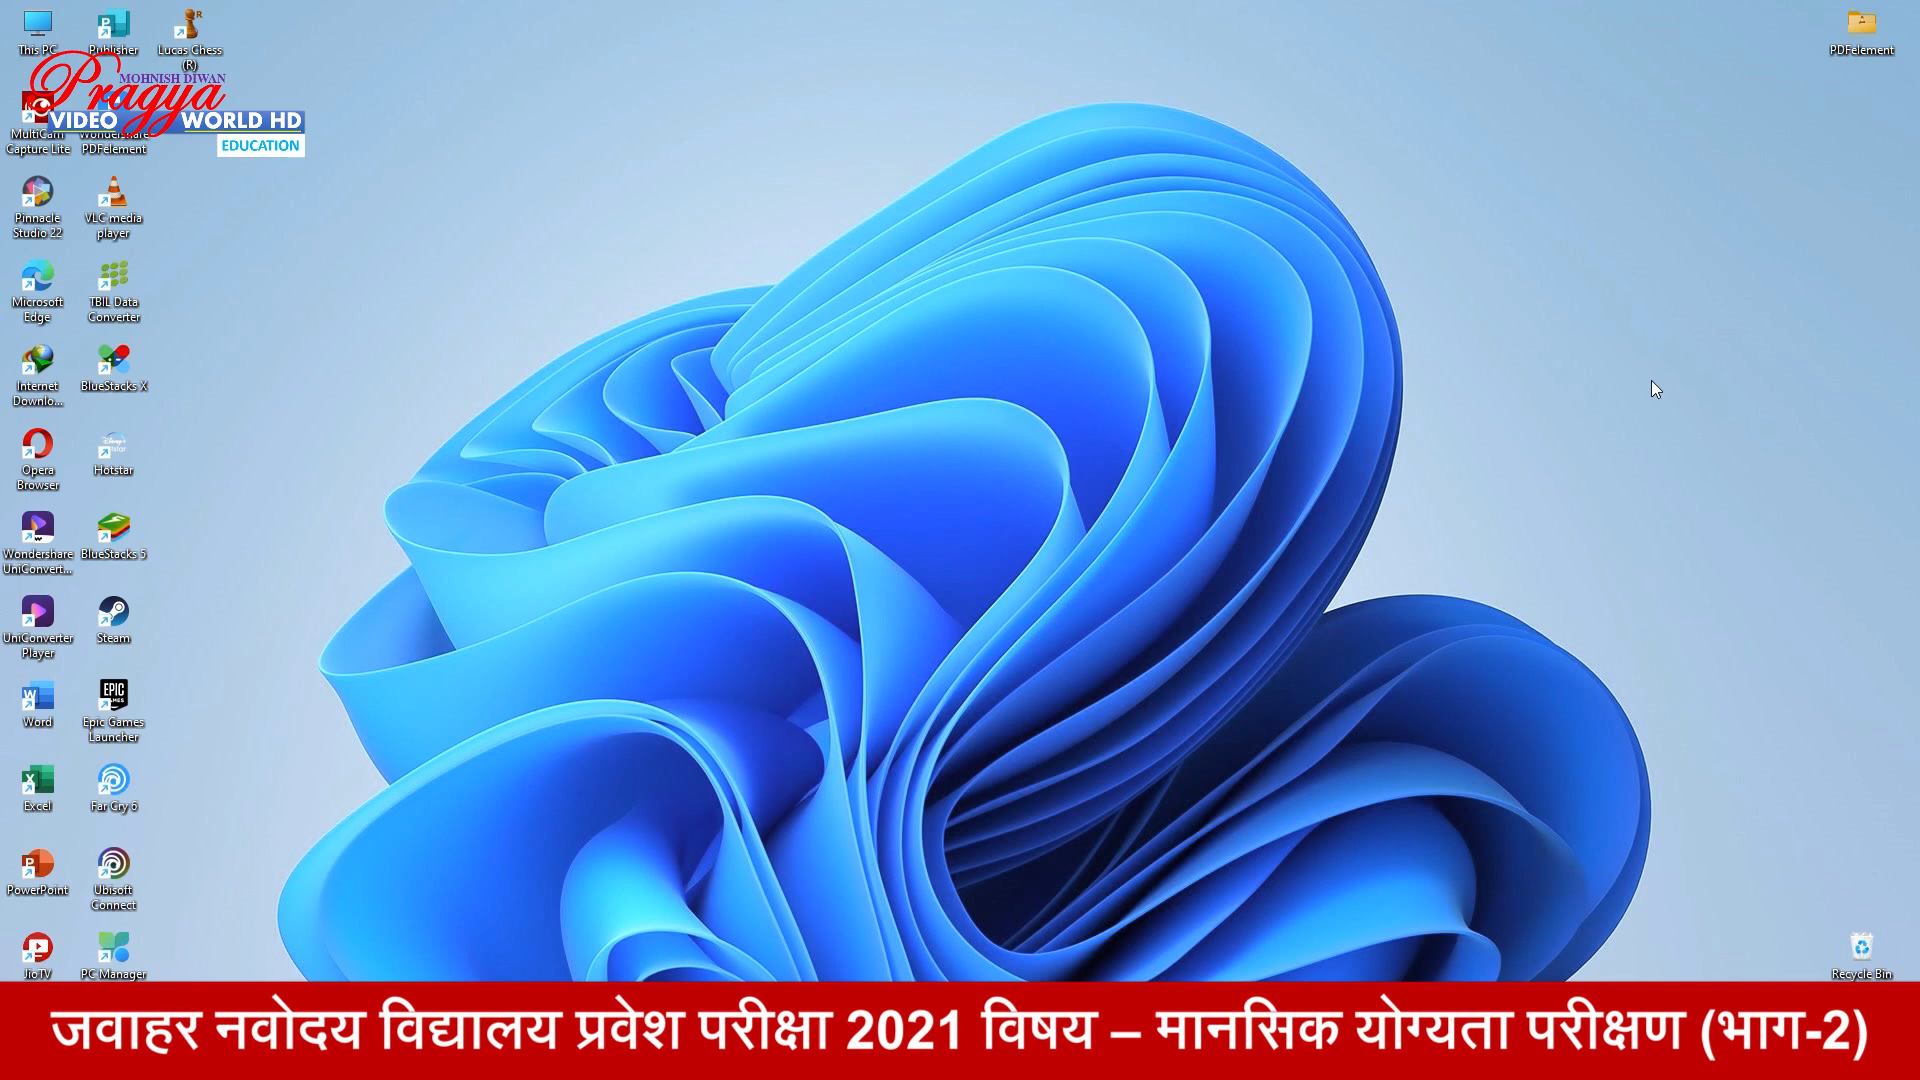 This PC
Publisher
Lucas Chess
(R)
PDFelement
MOHNISH DIWAN
Pragya
VIDEO WORLD HD
EDUCATION
MultiCam
Capture Lite
Wondershare
PDFelement
Pinnacle
Studio 22
VLC media
player
Microsoft
Edge
TBIL Data
Converter
Internet
Downlo...
BlueStacks X
Opera
Browser
Hotstar
Wondershare
UniConvert...
BlueStacks 5
UniConverter
Player
Steam
Word
EPIC
GAMES
Epic Games
Launcher
Excel
Far Cry 6
PowerPoint
Ubisoft
Connect
JioTV
PC Manager
Recycle Bin
जवाहर नवोदय विद्यालय प्रवेश परीक्षा 2021 विषय – मानसिक योग्यता परीक्षण (भाग-2)